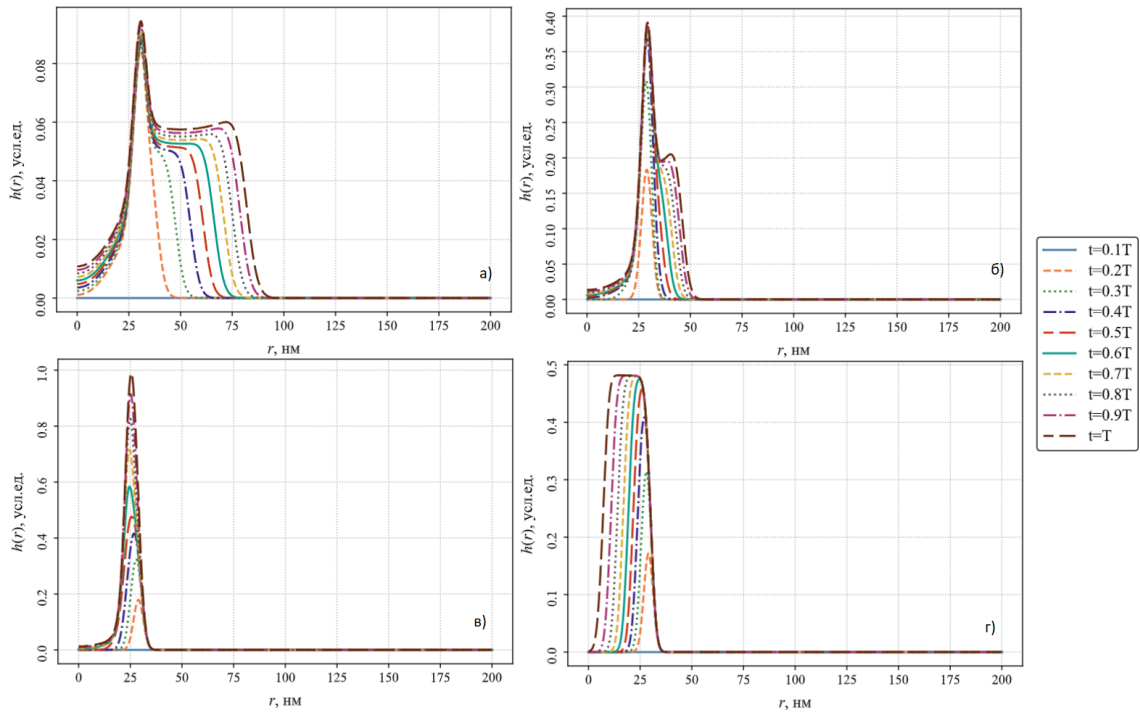 h(r), усл.ед.
0.08
0.06
0.04
0.02
0.00
0 25 50 75 100 125 150 175 200
r, нм
а)
h(r), усл.ед.
0.40
0.35
0.30
0.25
0.20
0.15
0.10
0.05
0.00
0 25 50 75 100 125 150 175 200
r, нм
б)
t=0.1T
t=0.2T
t=0.3T
t=0.4T
t=0.5T
t=0.6T
t=0.7T
t=0.8T
t=0.9T
t=T
h(r), усл.ед.
1.0
0.8
0.6
0.4
0.2
0.0
0 25 50 75 100 125 150 175 200
r, нм
в)
h(r), усл.ед.
0.5
0.4
0.3
0.2
0.1
0.0
0 25 50 75 100 125 150 175 200
r, нм
г)